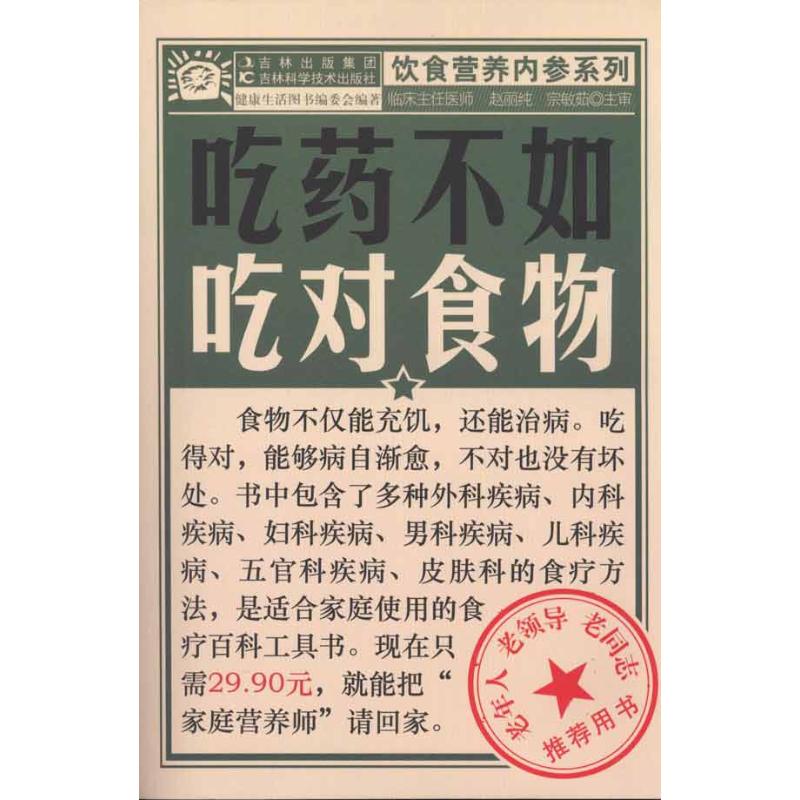 吉林出版集团
吉林科学技术出版社
健康生活图书编委会编著
饮食营养内参系列
临床主任医师 赵丽纯 宗敏茹◎主审
吃药不如
吃对食物
食物不仅能充饥，还能治病。吃
得对，能够病自渐愈，不对也没有坏
处。书中包含了多种外科疾病、内科
疾病、妇科疾病、男科疾病、儿科疾
病、五官科疾病、皮肤科的食疗方
法，是适合家庭使用的食
疗百科工具书。现在只
需29.90元，就能把“
家庭营养师”请回家。
老年人 老领导 老同志
推荐用书